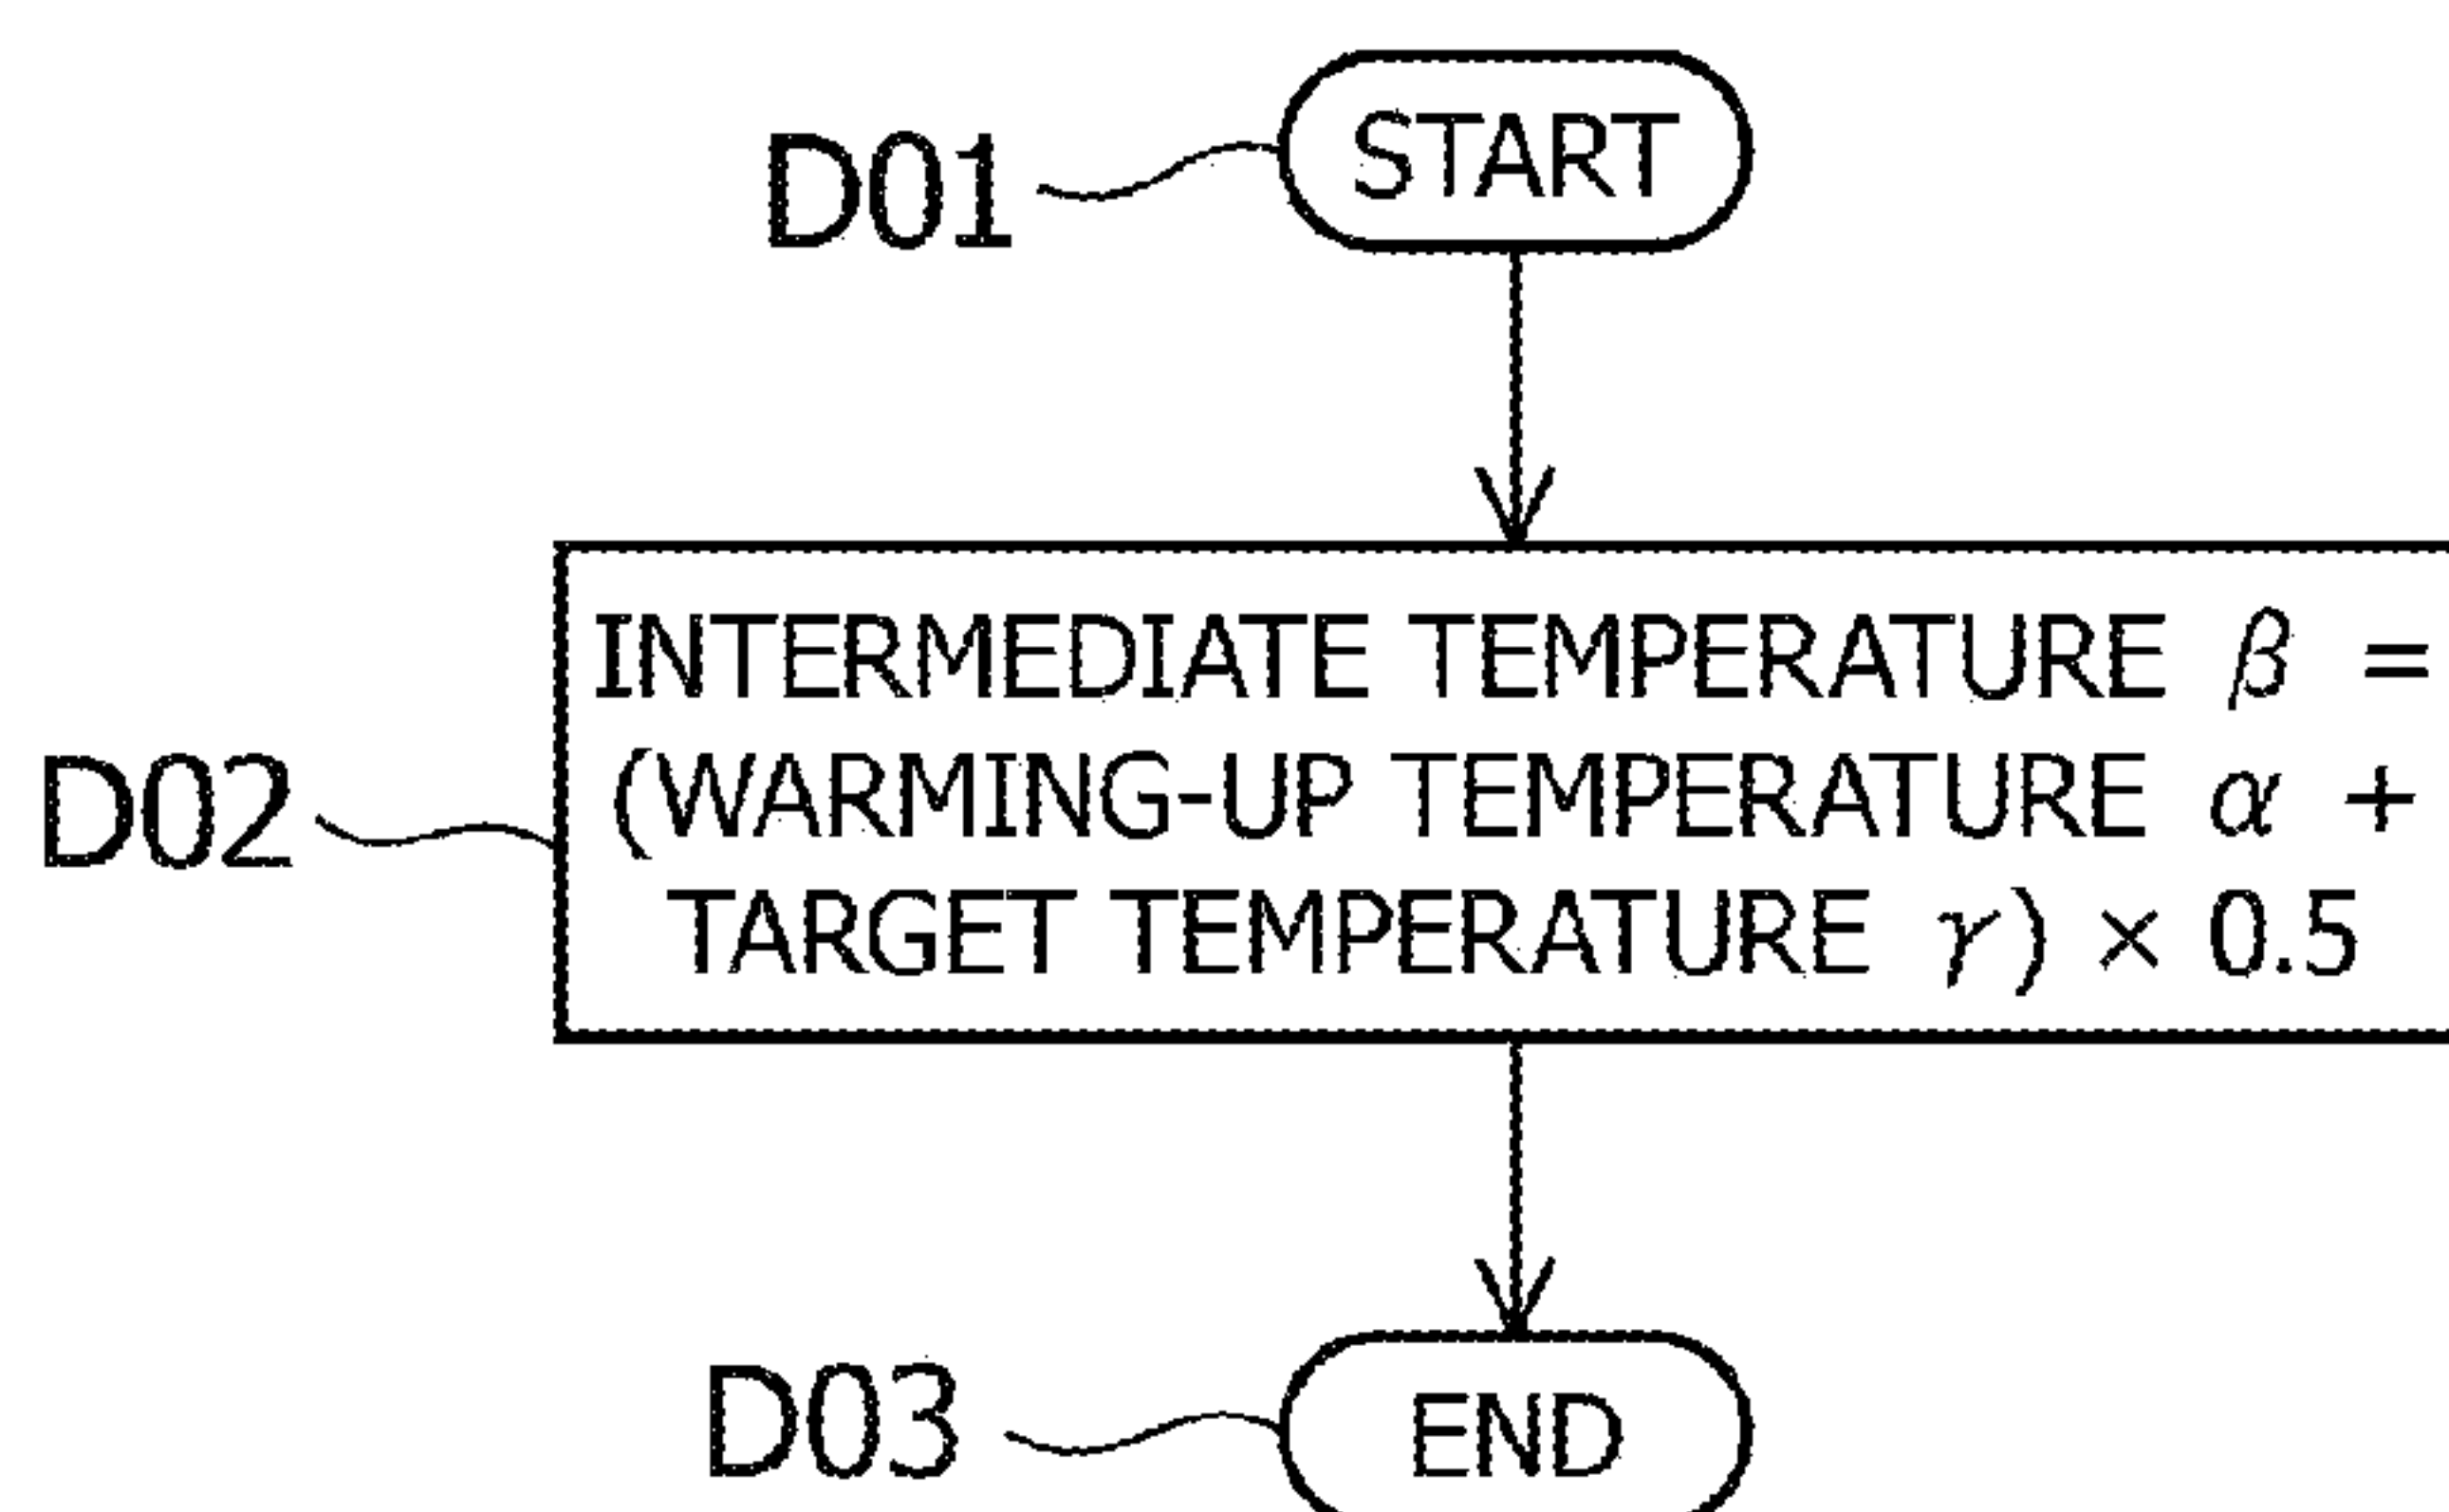 D01
START
INTERMEDIATE TEMPERATURE β =
(WARMING-UP TEMPERATURE α +
TARGET TEMPERATURE γ) × 0.5
D02
D03
END